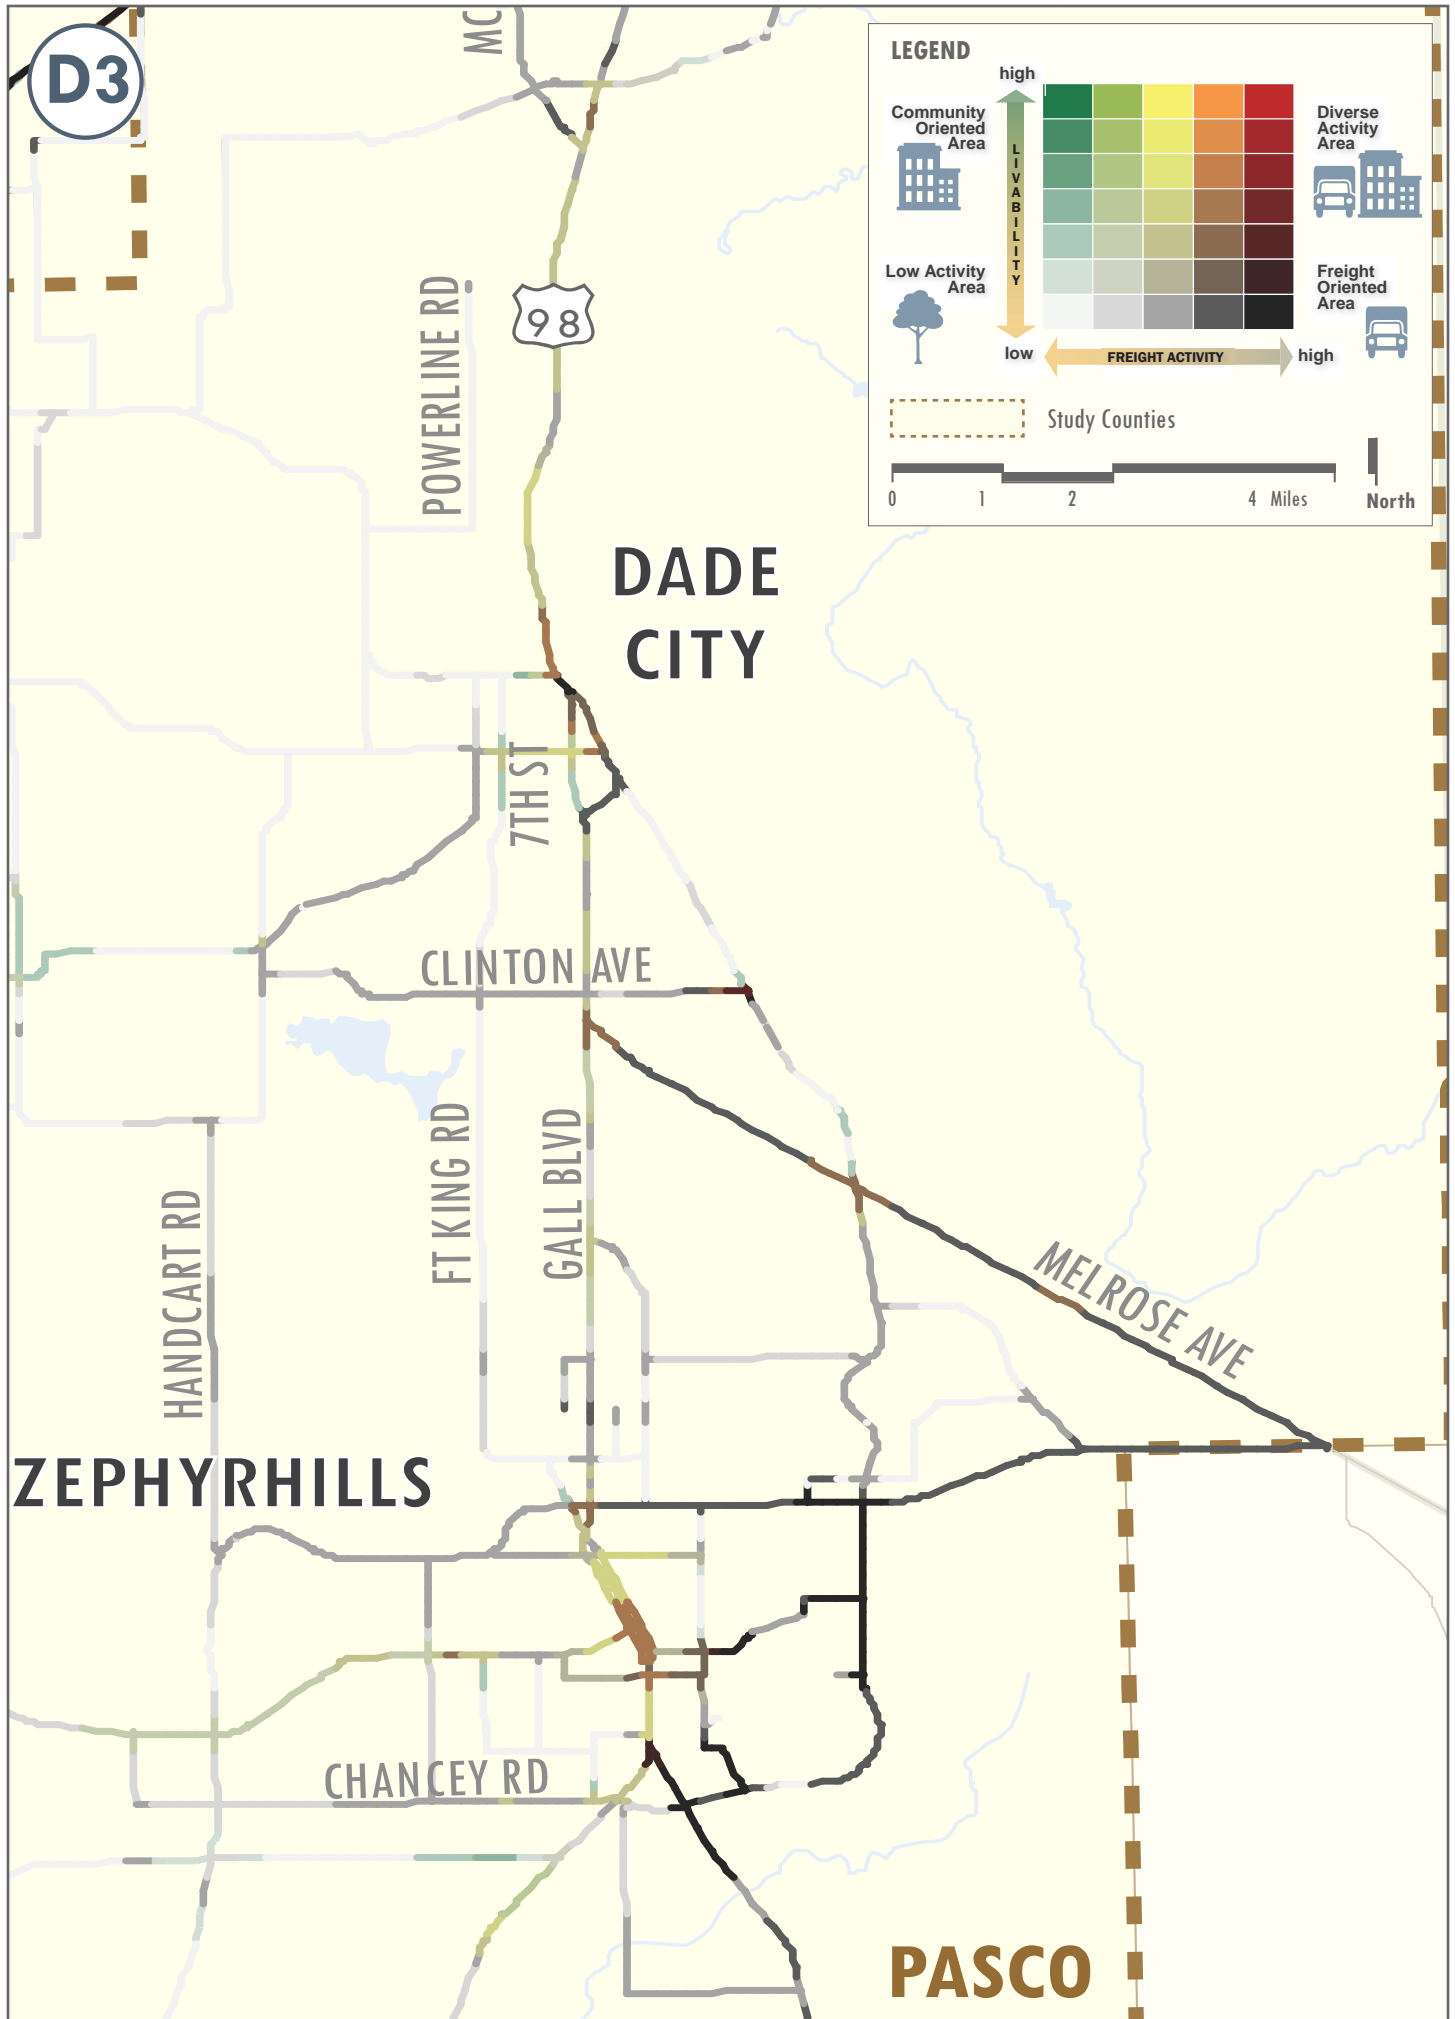 D3
MC
LEGEND
high
Community
Oriented
Area
LIVABILITY
Diverse
Activity
Area
Low Activity
Area
Freight
Oriented
Area
low
FREIGHT ACTIVITY
high
Study Counties
0 1 2 4 Miles
North
POWERLINE RD
98
DADE
CITY
7TH ST
CLINTON AVE
FT KING RD
GALL BLVD
HANDCART RD
MELROSE AVE
ZEPHYRHILLS
CHANCEY RD
PASCO